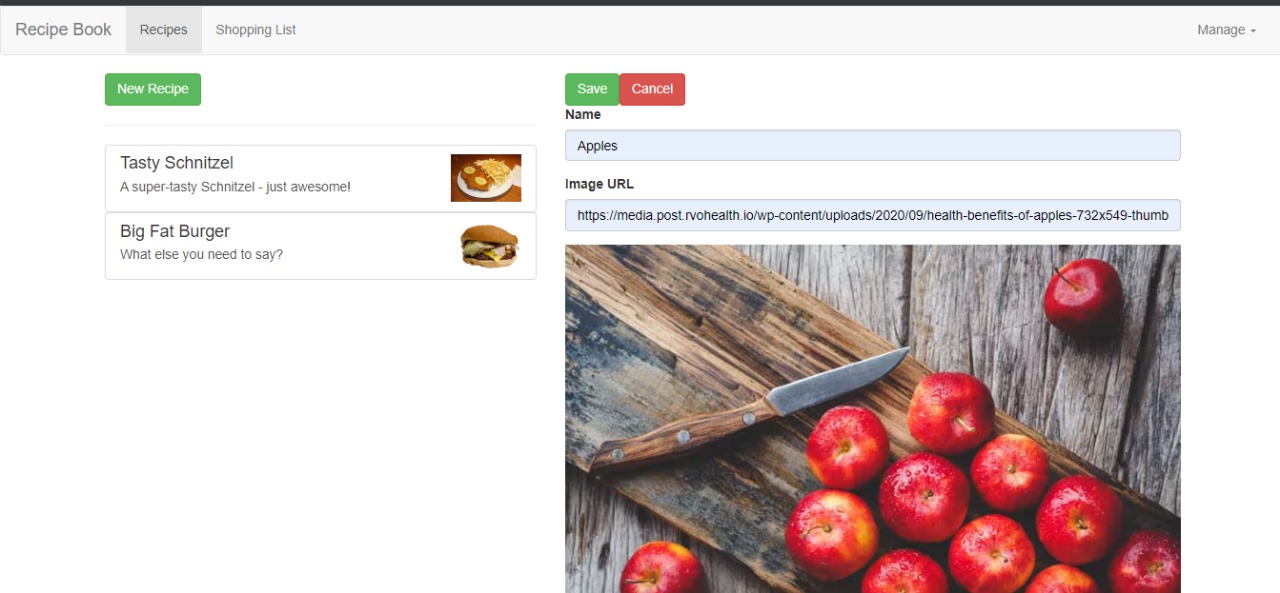 Recipe Book Recipes Shopping List Manage
New Recipe
Tasty Schnitzel
A super-tasty Schnitzel - just awesome!
Big Fat Burger
What else you need to say?
Save Cancel
Name
Apples
Image URL
https://media.post.rvohealth.io/wp-content/uploads/2020/09/health-benefits-of-apples-732x549-thumb